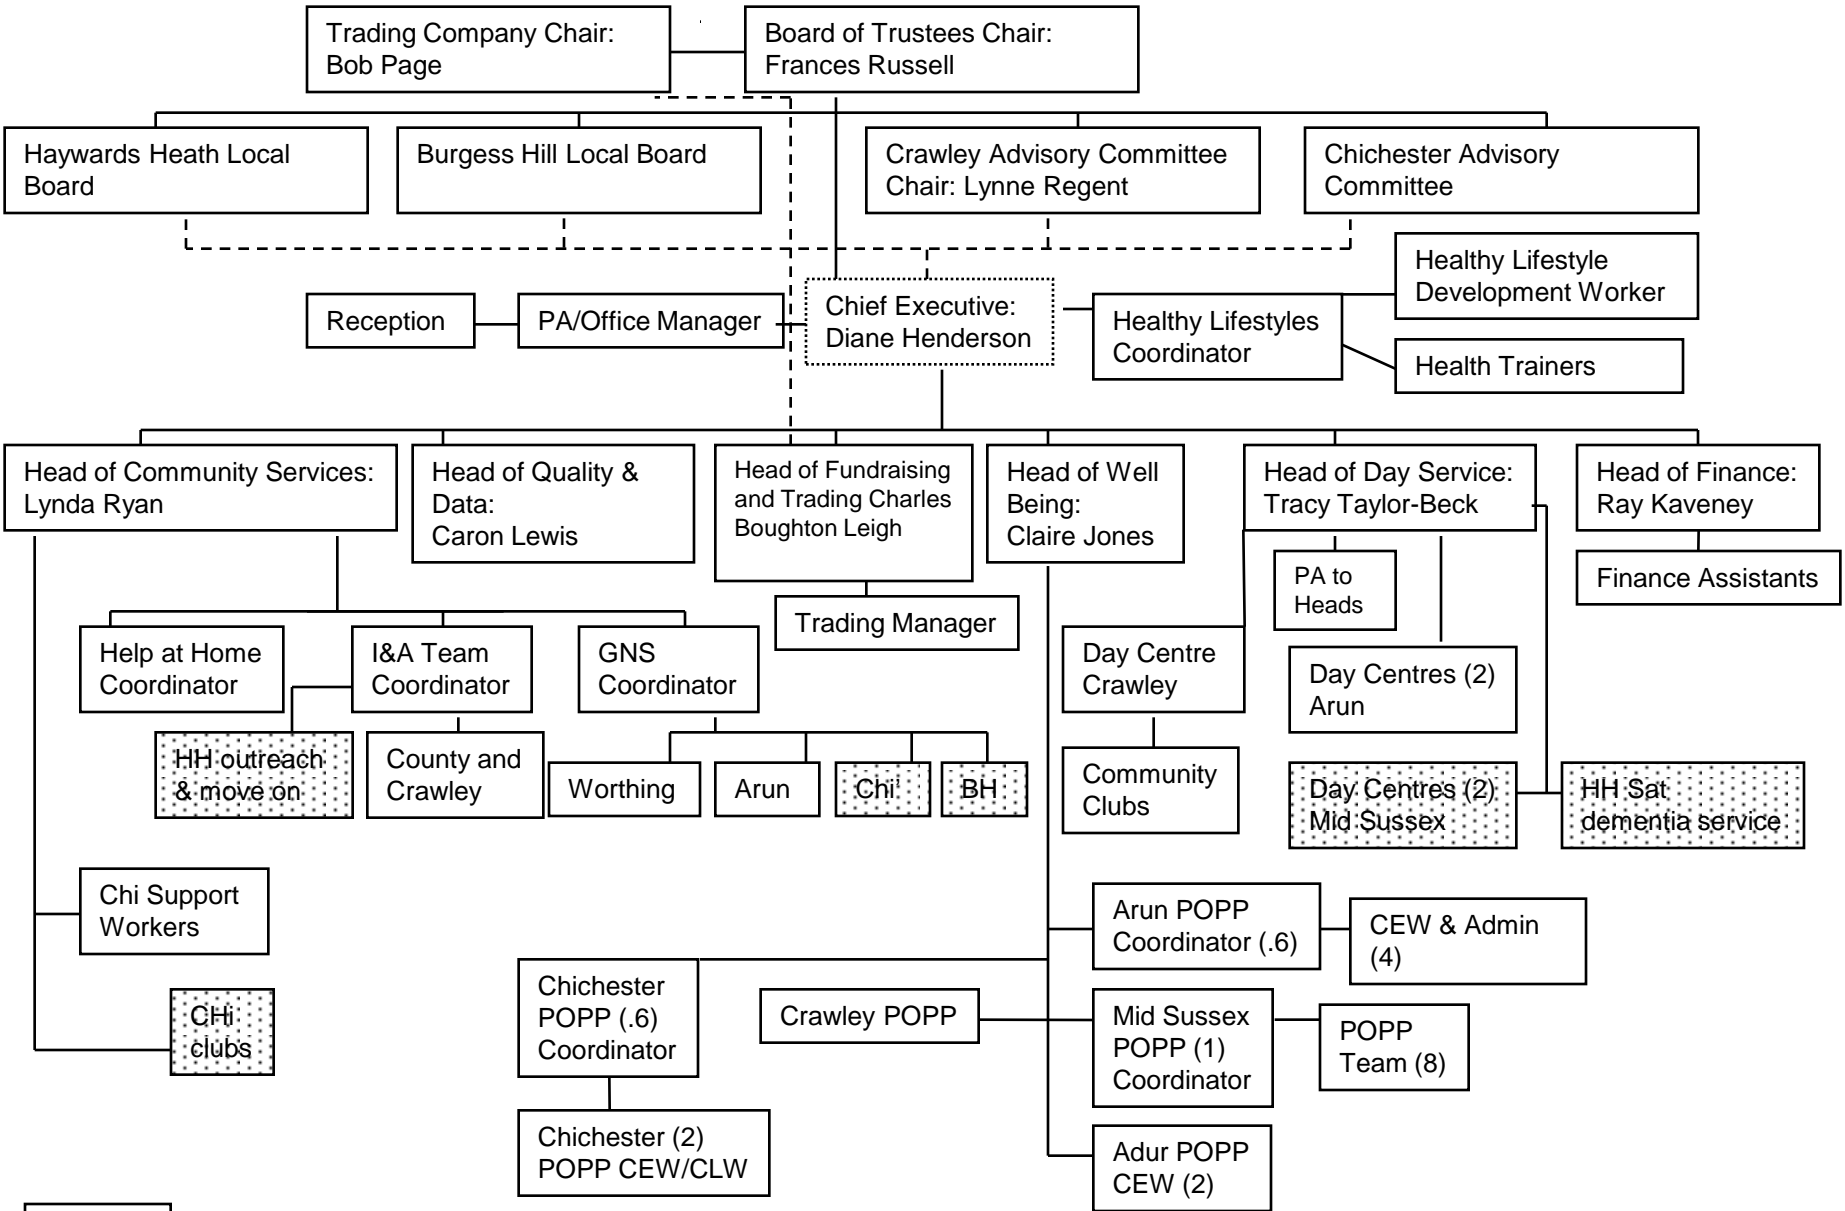 Trading Company Chair:
Bob Page
Board of Trustees Chair:
Frances Russell
Haywards Heath Local
Board
Burgess Hill Local Board
Crawley Advisory Committee
Chair: Lynne Regent
Chichester Advisory
Committee
Healthy Lifestyle
Development Worker
Reception
PA/Office Manager
Chief Executive:
Diane Henderson
Healthy Lifestyles
Coordinator
Health Trainers
Head of Community Services:
Lynda Ryan
Head of Quality &
Data:
Caron Lewis
Head of Fundraising
and Trading Charles
Boughton Leigh
Head of Well
Being:
Claire Jones
Head of Day Service:
Tracy Taylor-Beck
Head of Finance:
Ray Kaveney
PA to
Heads
Finance Assistants
Trading Manager
Help at Home
Coordinator
I&A Team
Coordinator
GNS
Coordinator
Day Centre
Crawley
Day Centres (2)
Arun
HH outreach
& move on
County and
Crawley
Worthing
Arun
Chi'
BH
Community
Clubs
Day Centres (2)
Mid Sussex
HH Sat
dementia service
Chi Support
Workers
Arun POPP
Coordinator (.6)
CEW & Admin
(4)
CHi
clubs
Chichester
POPP (.6)
Coordinator
Crawley POPP
Mid Sussex
POPP (1)
Coordinator
POPP
Team (8)
Chichester (2)
POPP CEW/CLW
Adur POPP
CEW (2)